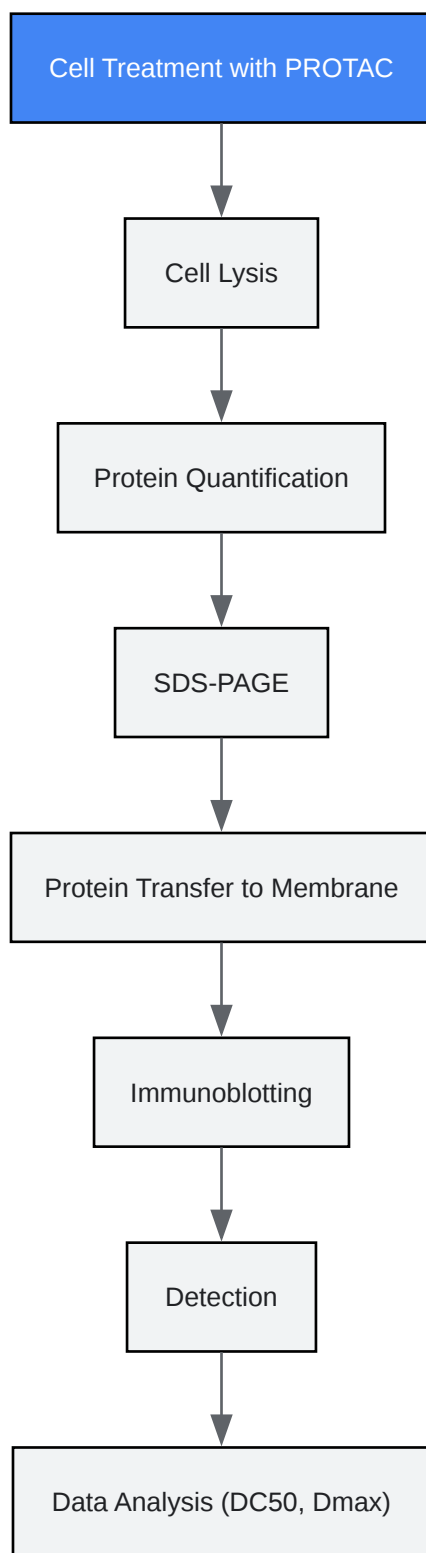 Cell Treatment with PROTAC
Cell Lysis
Protein Quantification
SDS-PAGE
Protein Transfer to Membrane
Immunoblotting
Detection
Data Analysis (DC50, Dmax)